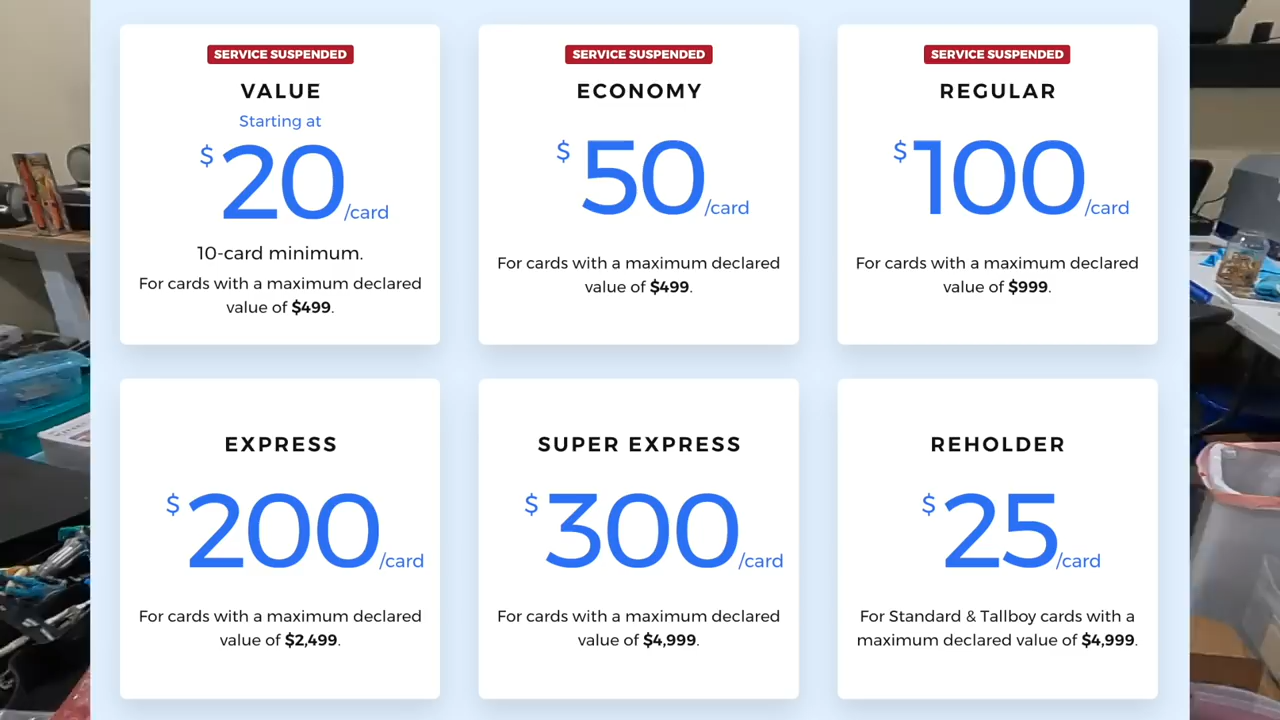 SERVICE SUSPENDED
VALUE
Starting at
$20/card
10-card minimum.
For cards with a maximum declared
value of $499.
SERVICE SUSPENDED
ECONOMY
$50/card
For cards with a maximum declared
value of $499.
SERVICE SUSPENDED
REGULAR
$100/card
For cards with a maximum declared
value of $999.
EXPRESS
$200/card
For cards with a maximum declared
value of $2,499.
SUPER EXPRESS
$300/card
For cards with a maximum declared
value of $4,999.
REHOLDER
$25/card
For Standard & Tallboy cards with a
maximum declared value of $4,999.